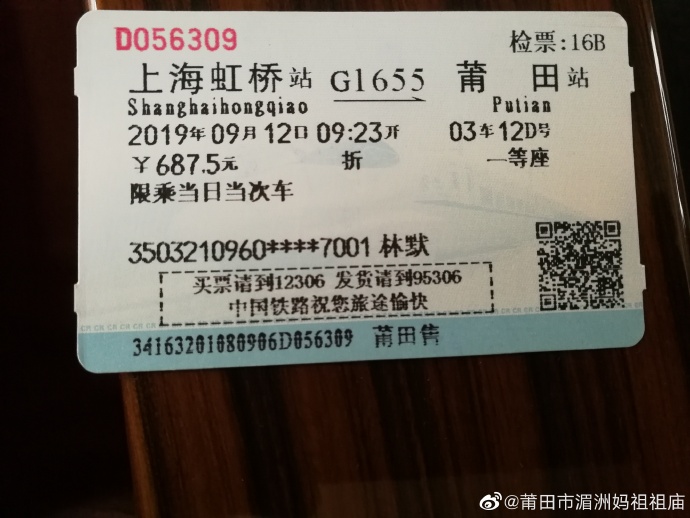 D056309 检票:16B
上海虹桥站 G1655 莆田站
Shanghaihongqiao Putian
2019年09月12日09:23开 03车12D号
￥687.5元 折 一等座
限乘当日当次车
3503210960****7001 林默
买票请到12306 发货请到95306
中国铁路祝您旅途愉快
34163201080906D056309 莆田售
@莆田市湄洲妈祖祖庙